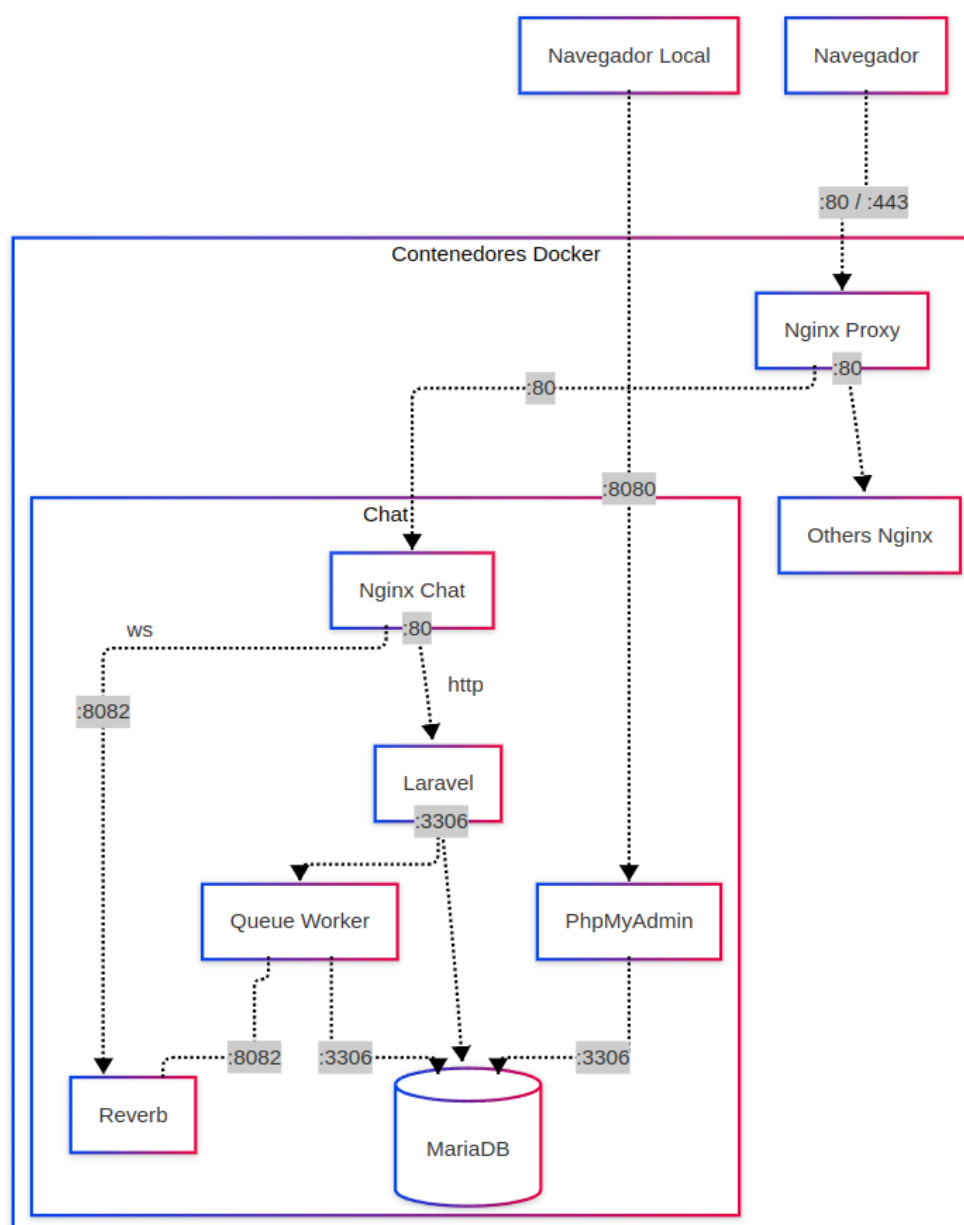 Navegador Local
Navegador
:80 / :443
Contenedores Docker
Nginx Proxy
:80
:80
:8080
Others Nginx
Chat
Nginx Chat
:80
ws
http
:8082
Laravel
:3306
Queue Worker
PhpMyAdmin
:8082
:3306
:3306
Reverb
MariaDB